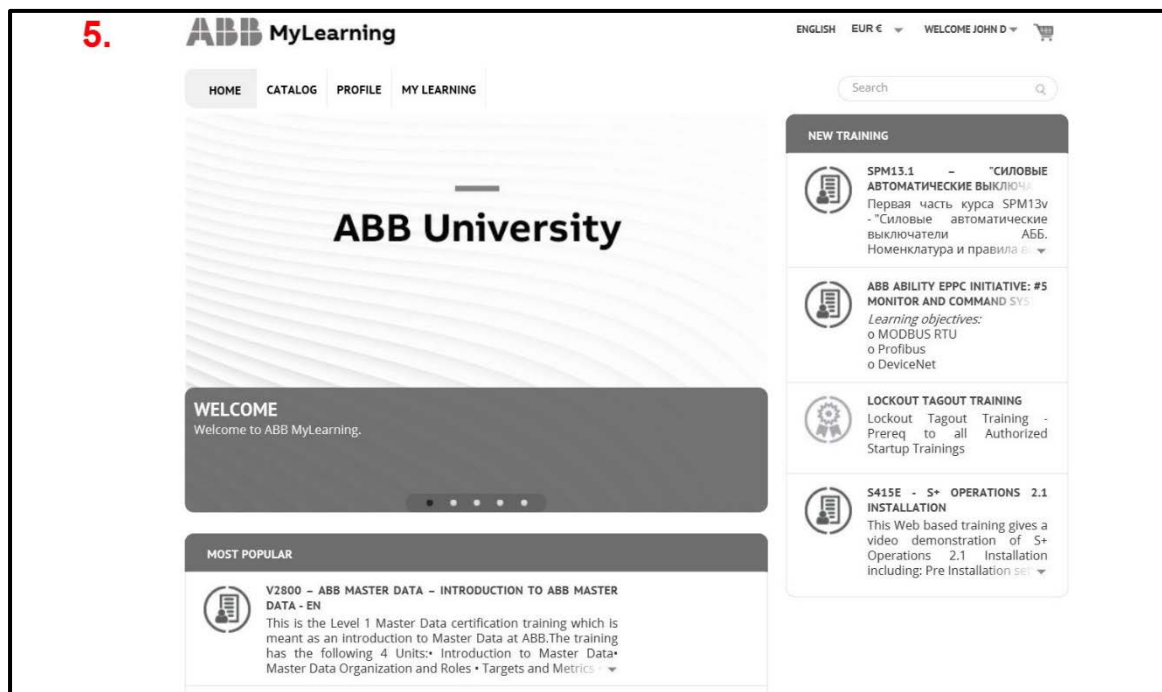 5.
ABB MyLearning
ENGLISH EUR € WELCOME JOHN D
HOME CATALOG PROFILE MY LEARNING
Search
ABB University
WELCOME
Welcome to ABB MyLearning.
MOST POPULAR
V2800 – ABB MASTER DATA – INTRODUCTION TO ABB MASTER
DATA - EN
This is the Level 1 Master Data certification training which is
meant as an introduction to Master Data at ABB.The training
has the following 4 Units:• Introduction to Master Data•
Master Data Organization and Roles • Targets and Metrics •
NEW TRAINING
SPM13.1 – "СИЛОВЫЕ
АВТОМАТИЧЕСКИЕ
Первая часть курса SPM13v
- "Силовые автоматические
выключатели АББ.
Номенклатура и правила
ABB ABILITY EPPC INITIATIVE: #5
MONITOR AND COMMAND
Learning objectives:
o MODBUS RTU
o Profibus
o DeviceNet
LOCKOUT TAGOUT TRAINING
Lockout Tagout Training -
Prereq to all Authorized
Startup Trainings
S415E - S+ OPERATIONS 2.1
INSTALLATION
This Web based training gives a
video demonstration of S+
Operations 2.1 Installation
including: Pre Installation